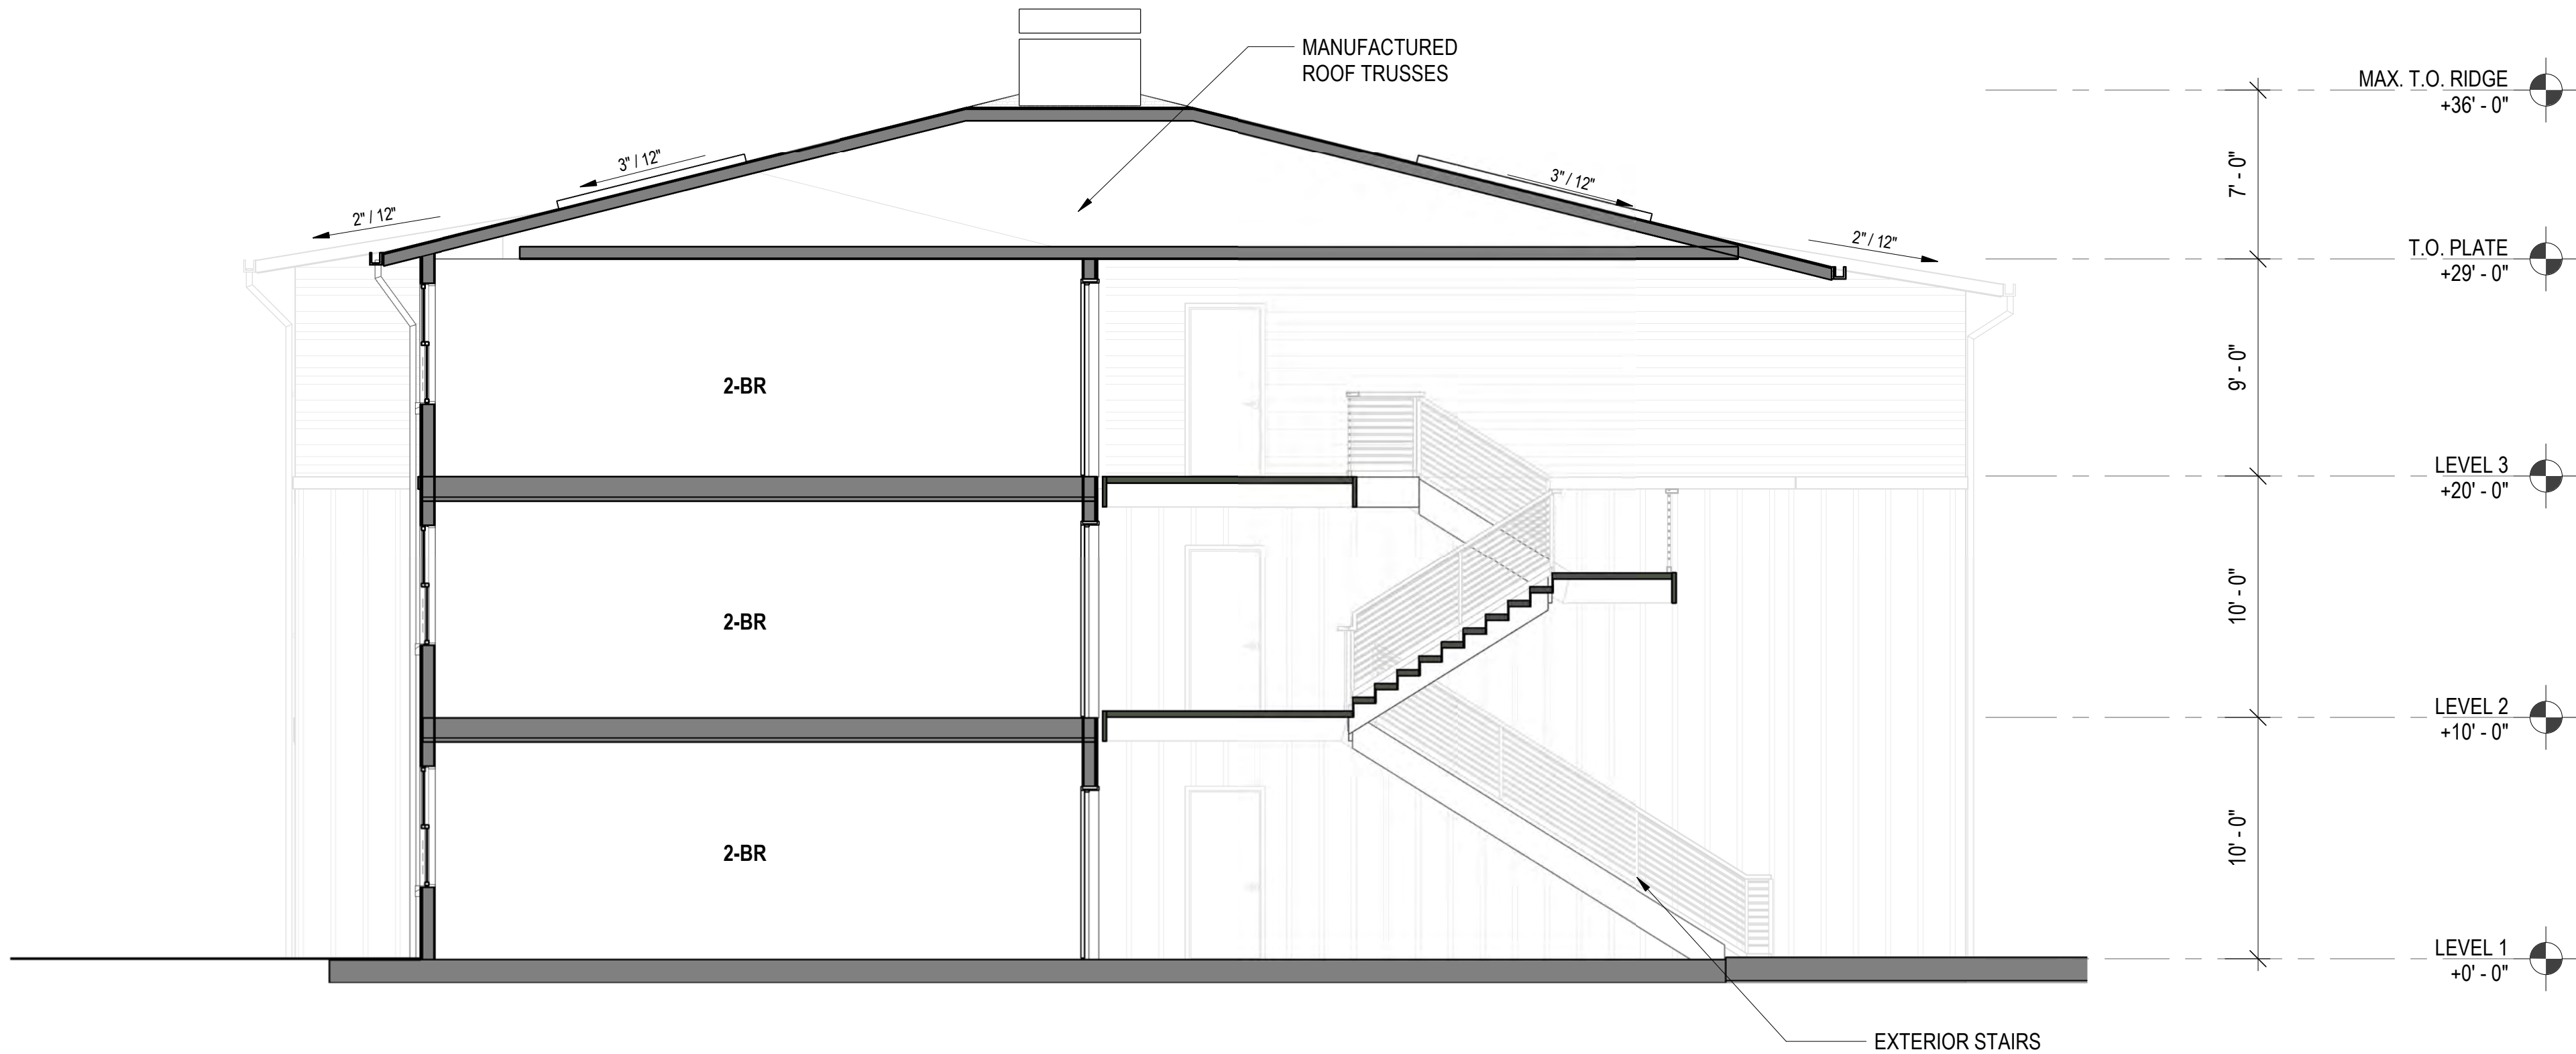 MANUFACTURED
ROOF TRUSSES
MAX. T.O. RIDGE
+36' - 0"
7' - 0"
3" / 12"
3" / 12"
2" / 12"
2" / 12"
T.O. PLATE
+29' - 0"
9' - 0"
2-BR
LEVEL 3
+20' - 0"
10' - 0"
2-BR
LEVEL 2
+10' - 0"
10' - 0"
2-BR
LEVEL 1
+0' - 0"
EXTERIOR STAIRS